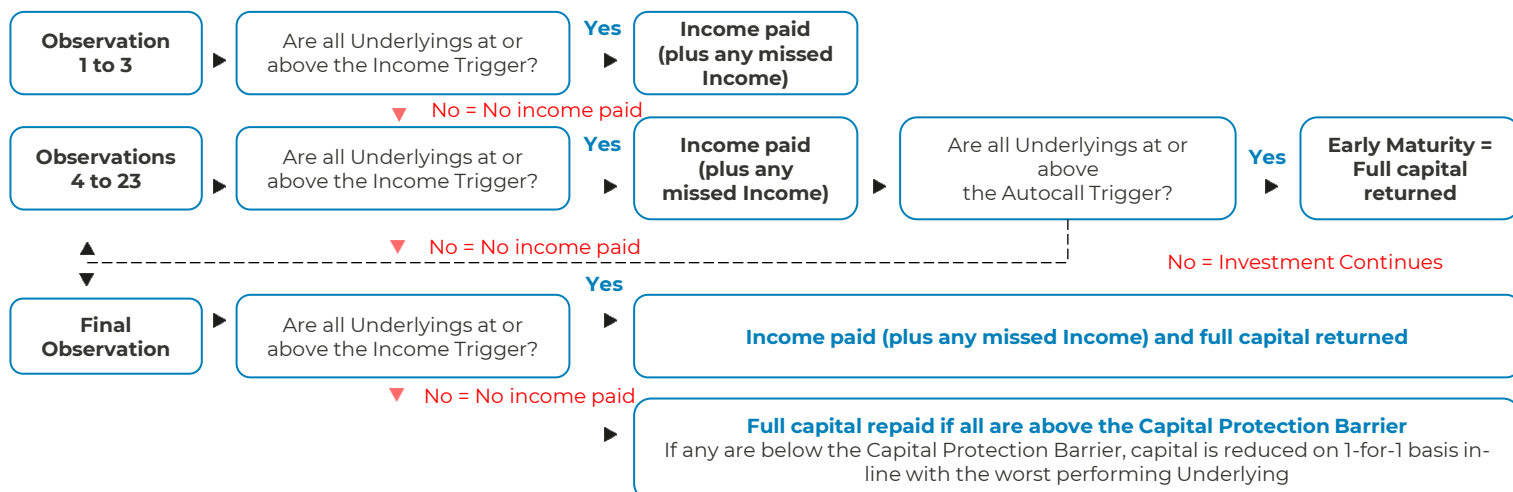 Observation
1 to 3
Are all Underlyings at or
above the Income Trigger?
Yes
Income paid
(plus any missed
Income)
No = No income paid
Observations
4 to 23
Are all Underlyings at or
above the Income Trigger?
Yes
Income paid
(plus any
missed Income)
Are all Underlyings at or
above
the Autocall Trigger?
Yes
Early Maturity =
Full capital
returned
No = No income paid
No = Investment Continues
Final
Observation
Are all Underlyings at or
above the Income Trigger?
Yes
Income paid (plus any missed Income) and full capital returned
No = No income paid
Full capital repaid if all are above the Capital Protection Barrier
If any are below the Capital Protection Barrier, capital is reduced on 1-for-1 basis in-
line with the worst performing Underlying